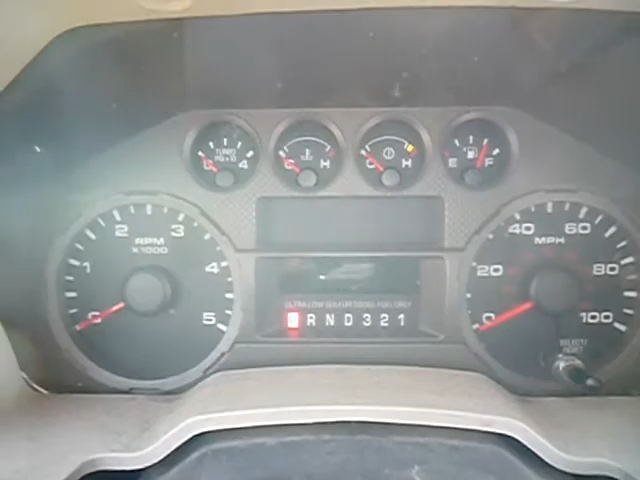 TURBO
PSI x 10
0 4
C H
C H
E F
0 1 2 3 4 5
RPM
X1000
0 20 40 60 80 100
MPH
ULTRA LOW SULFUR DIESEL FUEL ONLY
P R N D 3 2 1
SELECT/
RESET